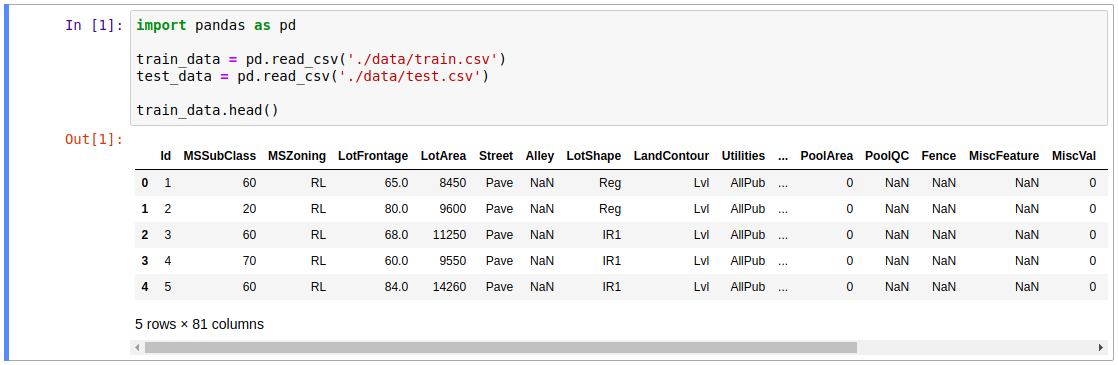 In [1]: import pandas as pd
train_data = pd.read_csv('./data/train.csv')
test_data = pd.read_csv('./data/test.csv')
train_data.head()
Out[1]:
Id MSSubClass MSZoning LotFrontage LotArea Street Alley LotShape LandContour Utilities ... PoolArea PoolQC Fence MiscFeature MiscVal
0 1 60 RL 65.0 8450 Pave NaN Reg Lvl AllPub ... 0 NaN NaN NaN 0
1 2 20 RL 80.0 9600 Pave NaN Reg Lvl AllPub ... 0 NaN NaN NaN 0
2 3 60 RL 68.0 11250 Pave NaN IR1 Lvl AllPub ... 0 NaN NaN NaN 0
3 4 70 RL 60.0 9550 Pave NaN IR1 Lvl AllPub ... 0 NaN NaN NaN 0
4 5 60 RL 84.0 14260 Pave NaN IR1 Lvl AllPub ... 0 NaN NaN NaN 0
5 rows × 81 columns